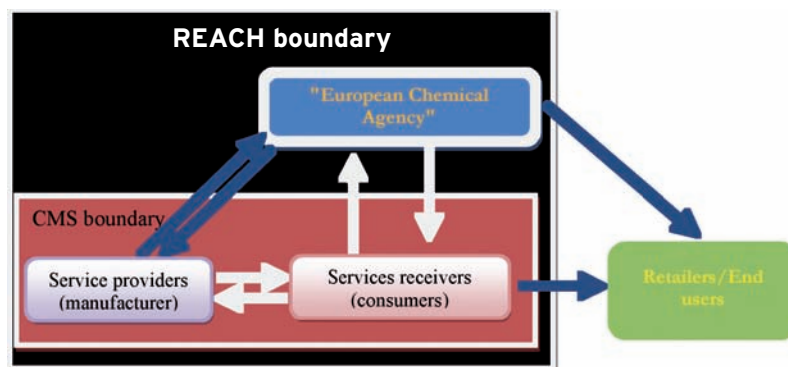 REACH boundary
"European Chemical
Agency"
CMS boundary
Service providers
(manufacturer)
Services receivers
(consumers)
Retailers/End
users